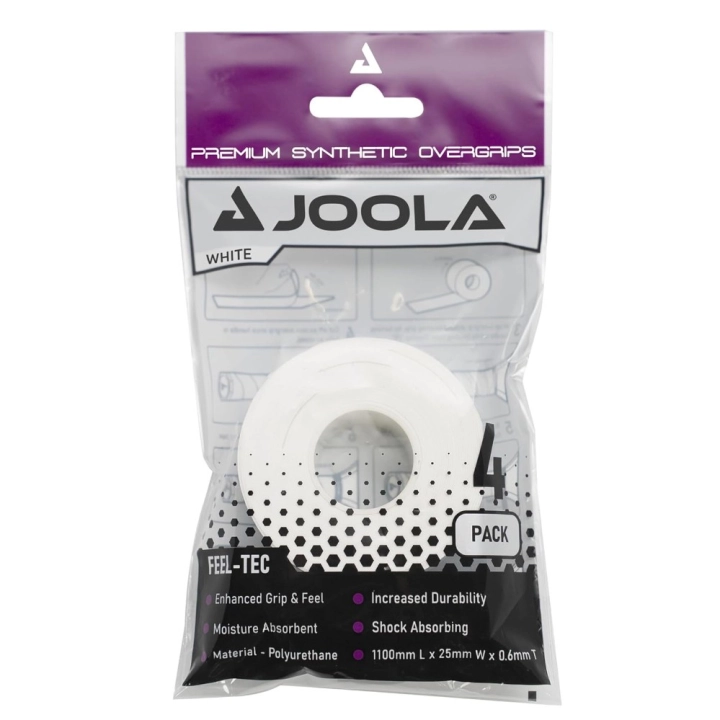 PREMIUM SYNTHETIC OVERGRIPS
JOOLA®
WHITE
4
PACK
FEEL-TEC
Enhanced Grip & Feel
Increased Durability
Moisture Absorbent
Shock Absorbing
Material - Polyurethane
1100mm L x 25mm W x 0.6mm T